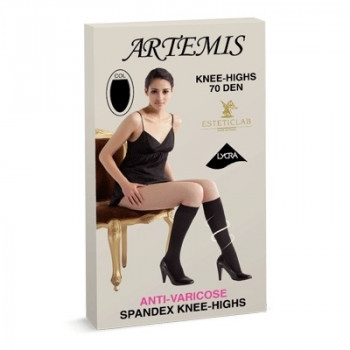 ARTEMIS
COL.
KNEE-HIGHS
70 DEN
ESTETICLAB
LYCRA
ANTI-VARICOSE
SPANDEX KNEE-HIGHS